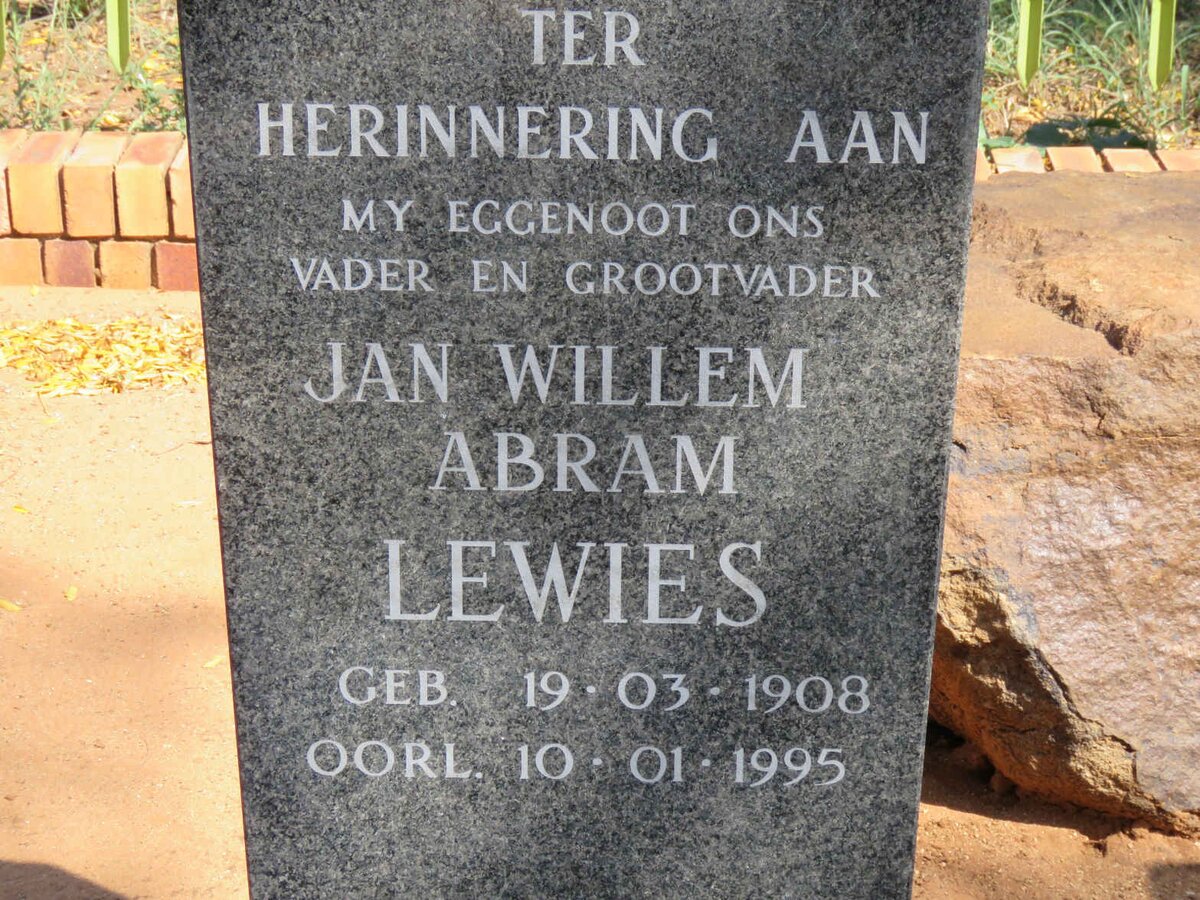 TER
HERINNERING AAN
MY EGGENOOT ONS
VADER EN GROOTVADER
JAN WILLEM
ABRAM
LEWIES
GEB. 19 · 03 · 1908
OORL. 10 · 01 · 1995